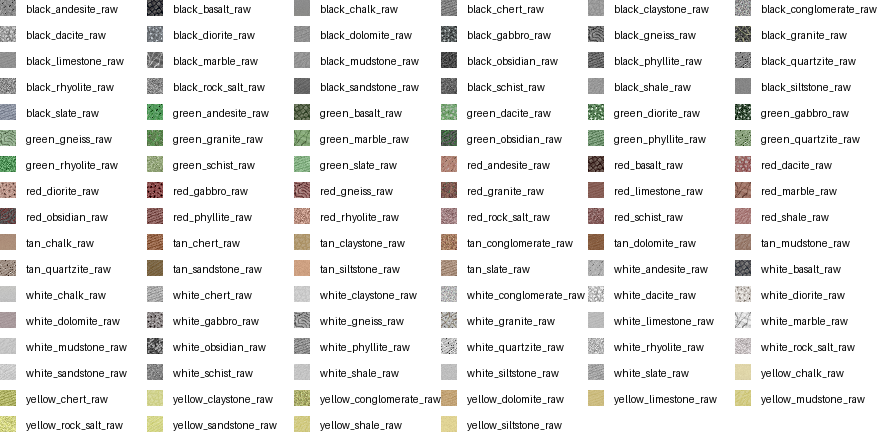 black_andesite_raw black_basalt_raw black_chalk_raw black_chert_raw black_claystone_raw black_conglomerate_raw
black_dacite_raw black_diorite_raw black_dolomite_raw black_gabbro_raw black_gneiss_raw black_granite_raw
black_limestone_raw black_marble_raw black_mudstone_raw black_obsidian_raw black_phyllite_raw black_quartzite_raw
black_rhyolite_raw black_rock_salt_raw black_sandstone_raw black_schist_raw black_shale_raw black_siltstone_raw
black_slate_raw green_andesite_raw green_basalt_raw green_dacite_raw green_diorite_raw green_gabbro_raw
green_gneiss_raw green_granite_raw green_marble_raw green_obsidian_raw green_phyllite_raw green_quartzite_raw
green_rhyolite_raw green_schist_raw green_slate_raw red_andesite_raw red_basalt_raw red_dacite_raw
red_diorite_raw red_gabbro_raw red_gneiss_raw red_granite_raw red_limestone_raw red_marble_raw
red_obsidian_raw red_phyllite_raw red_rhyolite_raw red_rock_salt_raw red_schist_raw red_shale_raw
tan_chalk_raw tan_chert_raw tan_claystone_raw tan_conglomerate_raw tan_dolomite_raw tan_mudstone_raw
tan_quartzite_raw tan_sandstone_raw tan_siltstone_raw tan_slate_raw white_andesite_raw white_basalt_raw
white_chalk_raw white_chert_raw white_claystone_raw white_conglomerate_raw white_dacite_raw white_diorite_raw
white_dolomite_raw white_gabbro_raw white_gneiss_raw white_granite_raw white_limestone_raw white_marble_raw
white_mudstone_raw white_obsidian_raw white_phyllite_raw white_quartzite_raw white_rhyolite_raw white_rock_salt_raw
white_sandstone_raw white_schist_raw white_shale_raw white_siltstone_raw white_slate_raw yellow_chalk_raw
yellow_chert_raw yellow_claystone_raw yellow_conglomerate_raw yellow_dolomite_raw yellow_limestone_raw yellow_mudstone_raw
yellow_rock_salt_raw yellow_sandstone_raw yellow_shale_raw yellow_siltstone_raw